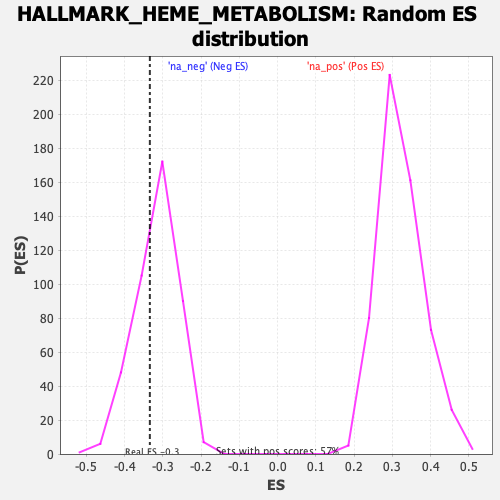 HALLMARK_HEME_METABOLISM: Random ES
distribution
'na_neg' (Neg ES) 'na_pos' (Pos ES)
220
200
180
160
140
120
100
80
60
40
20
0
P(ES)
Real ES -0.3 Sets with pos scores: 57%
-0.5 -0.4 -0.3 -0.2 -0.1 0.0 0.1 0.2 0.3 0.4 0.5
ES